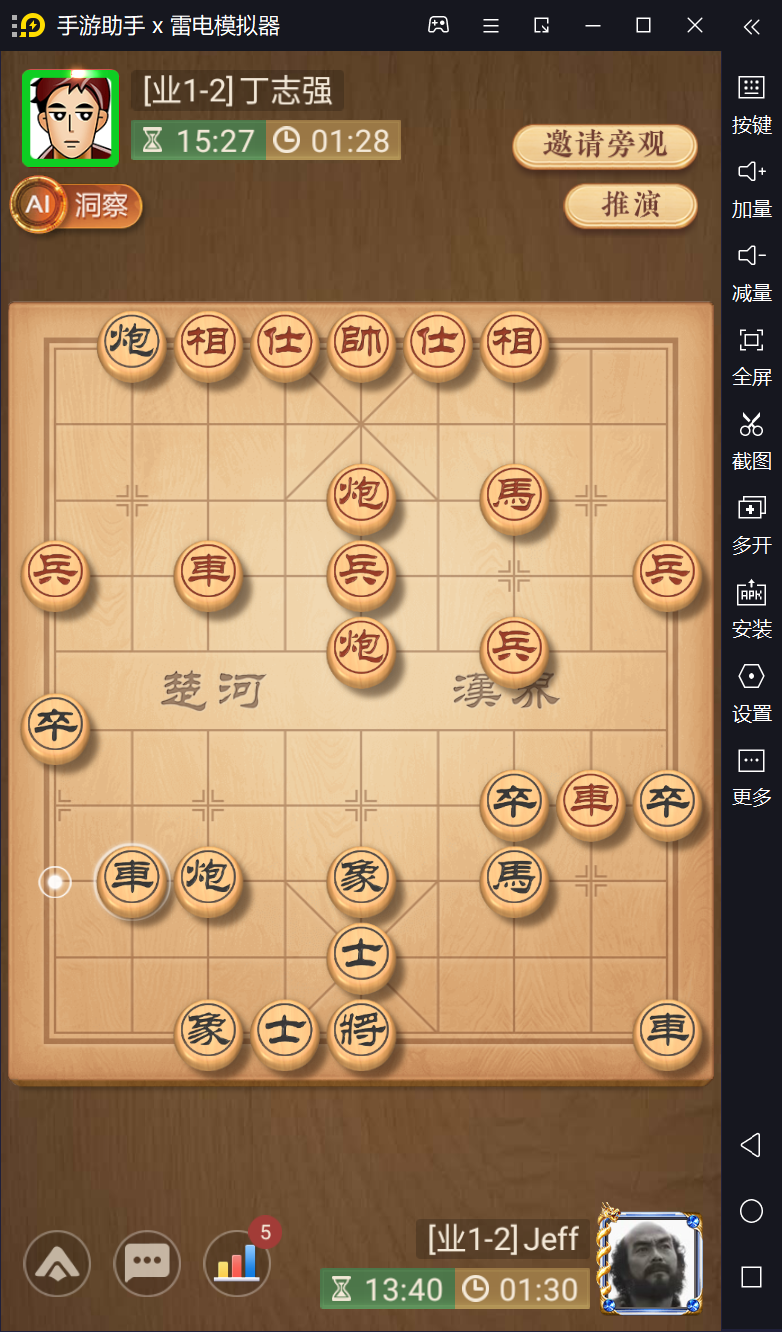 手游助手 x 雷电模拟器
[业1-2]丁志强
15:27 01:28
邀请旁观
AI 洞察
推演
炮 相 仕 帥 仕 相
炮 馬
兵 車 兵 兵
炮 兵
楚河 漢界
卒
卒 車 卒
車 炮 象 馬
士
象 士 將 車
5
[业1-2]Jeff
13:40 01:30
按键
加量
减量
全屏
截图
多开
APK
安装
设置
更多